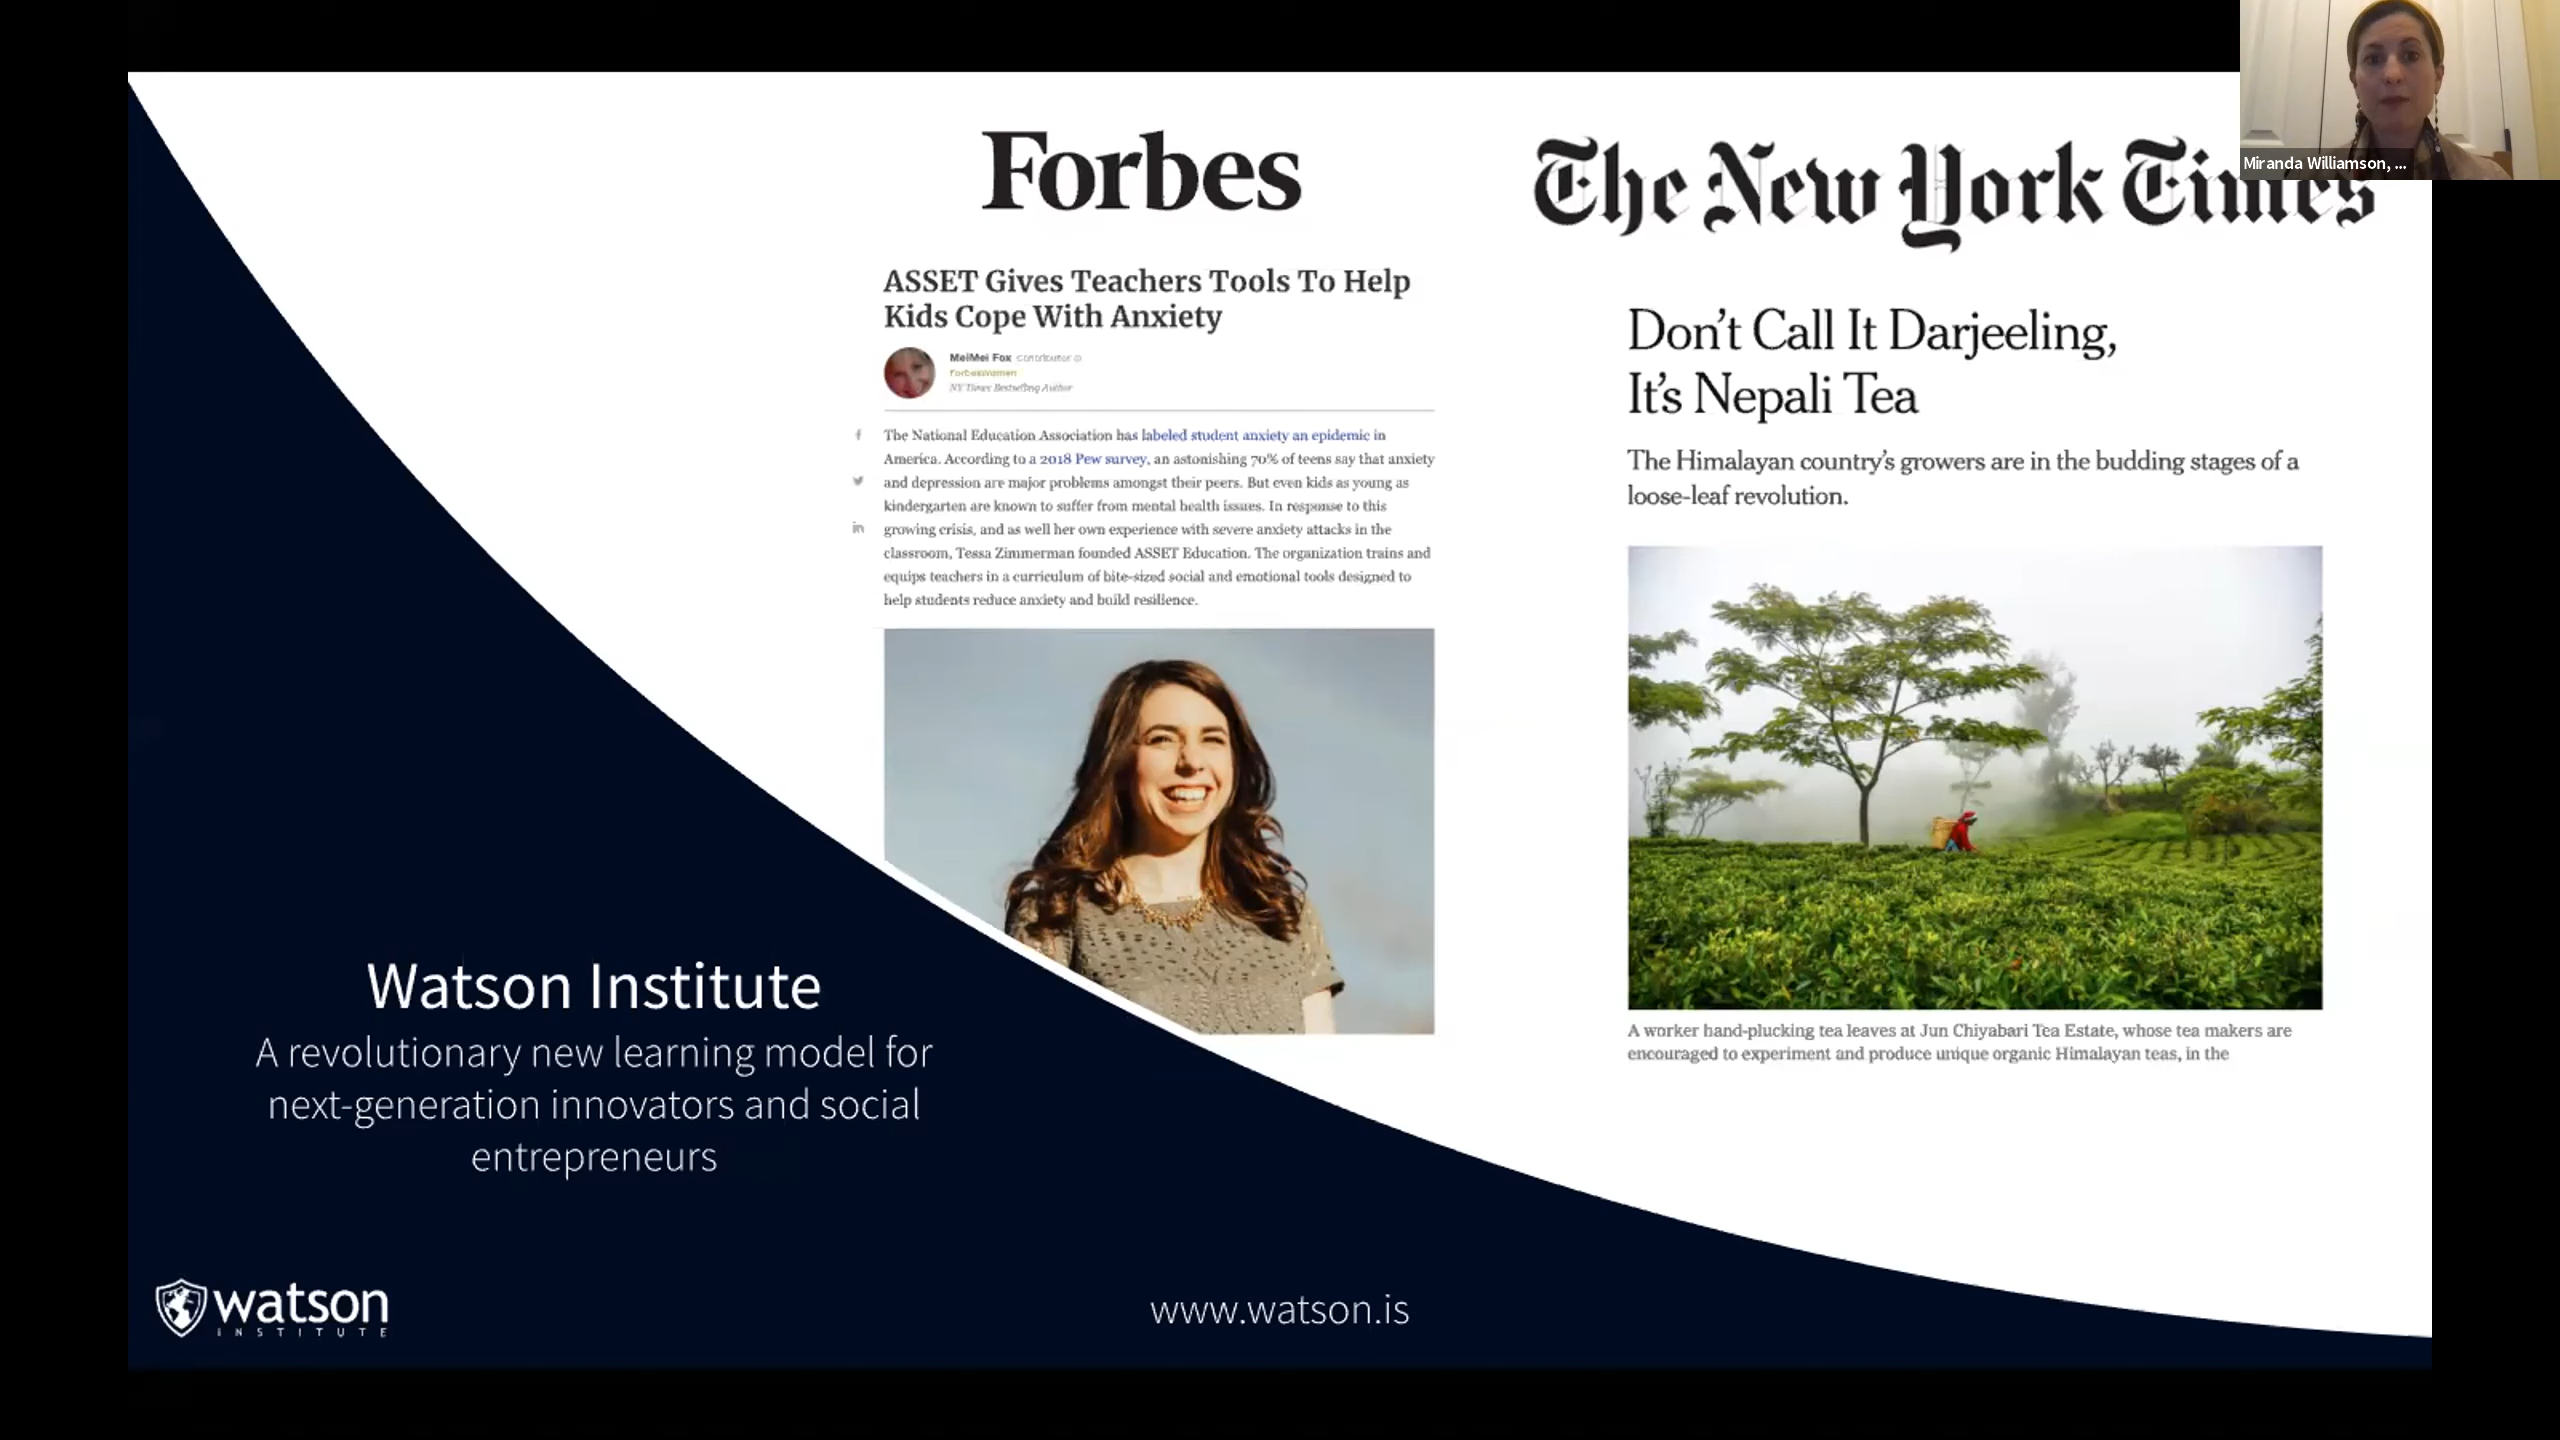 Miranda Williamson, ...
Forbes
The New York Times
ASSET Gives Teachers Tools To Help
Kids Cope With Anxiety
MeiMei Fox Contributor
ForbesWomen
NY Times Bestselling Author
The National Education Association has labeled student anxiety an epidemic in
America. According to a 2018 Pew survey, an astonishing 70% of teens say that anxiety
and depression are major problems amongst their peers. But even kids as young as
kindergarten are known to suffer from mental health issues. In response to this
growing crisis, and as well her own experience with severe anxiety attacks in the
classroom, Tessa Zimmerman founded ASSET Education. The organization trains and
equips teachers in a curriculum of bite-sized social and emotional tools designed to
help students reduce anxiety and build resilience.
Don't Call It Darjeeling,
It's Nepali Tea
The Himalayan country's growers are in the budding stages of a
loose-leaf revolution.
A worker hand-plucking tea leaves at Jun Chiyabari Tea Estate, whose tea makers are
encouraged to experiment and produce unique organic Himalayan teas, in the
Watson Institute
A revolutionary new learning model for
next-generation innovators and social
entrepreneurs
watson
INSTITUTE
www.watson.is